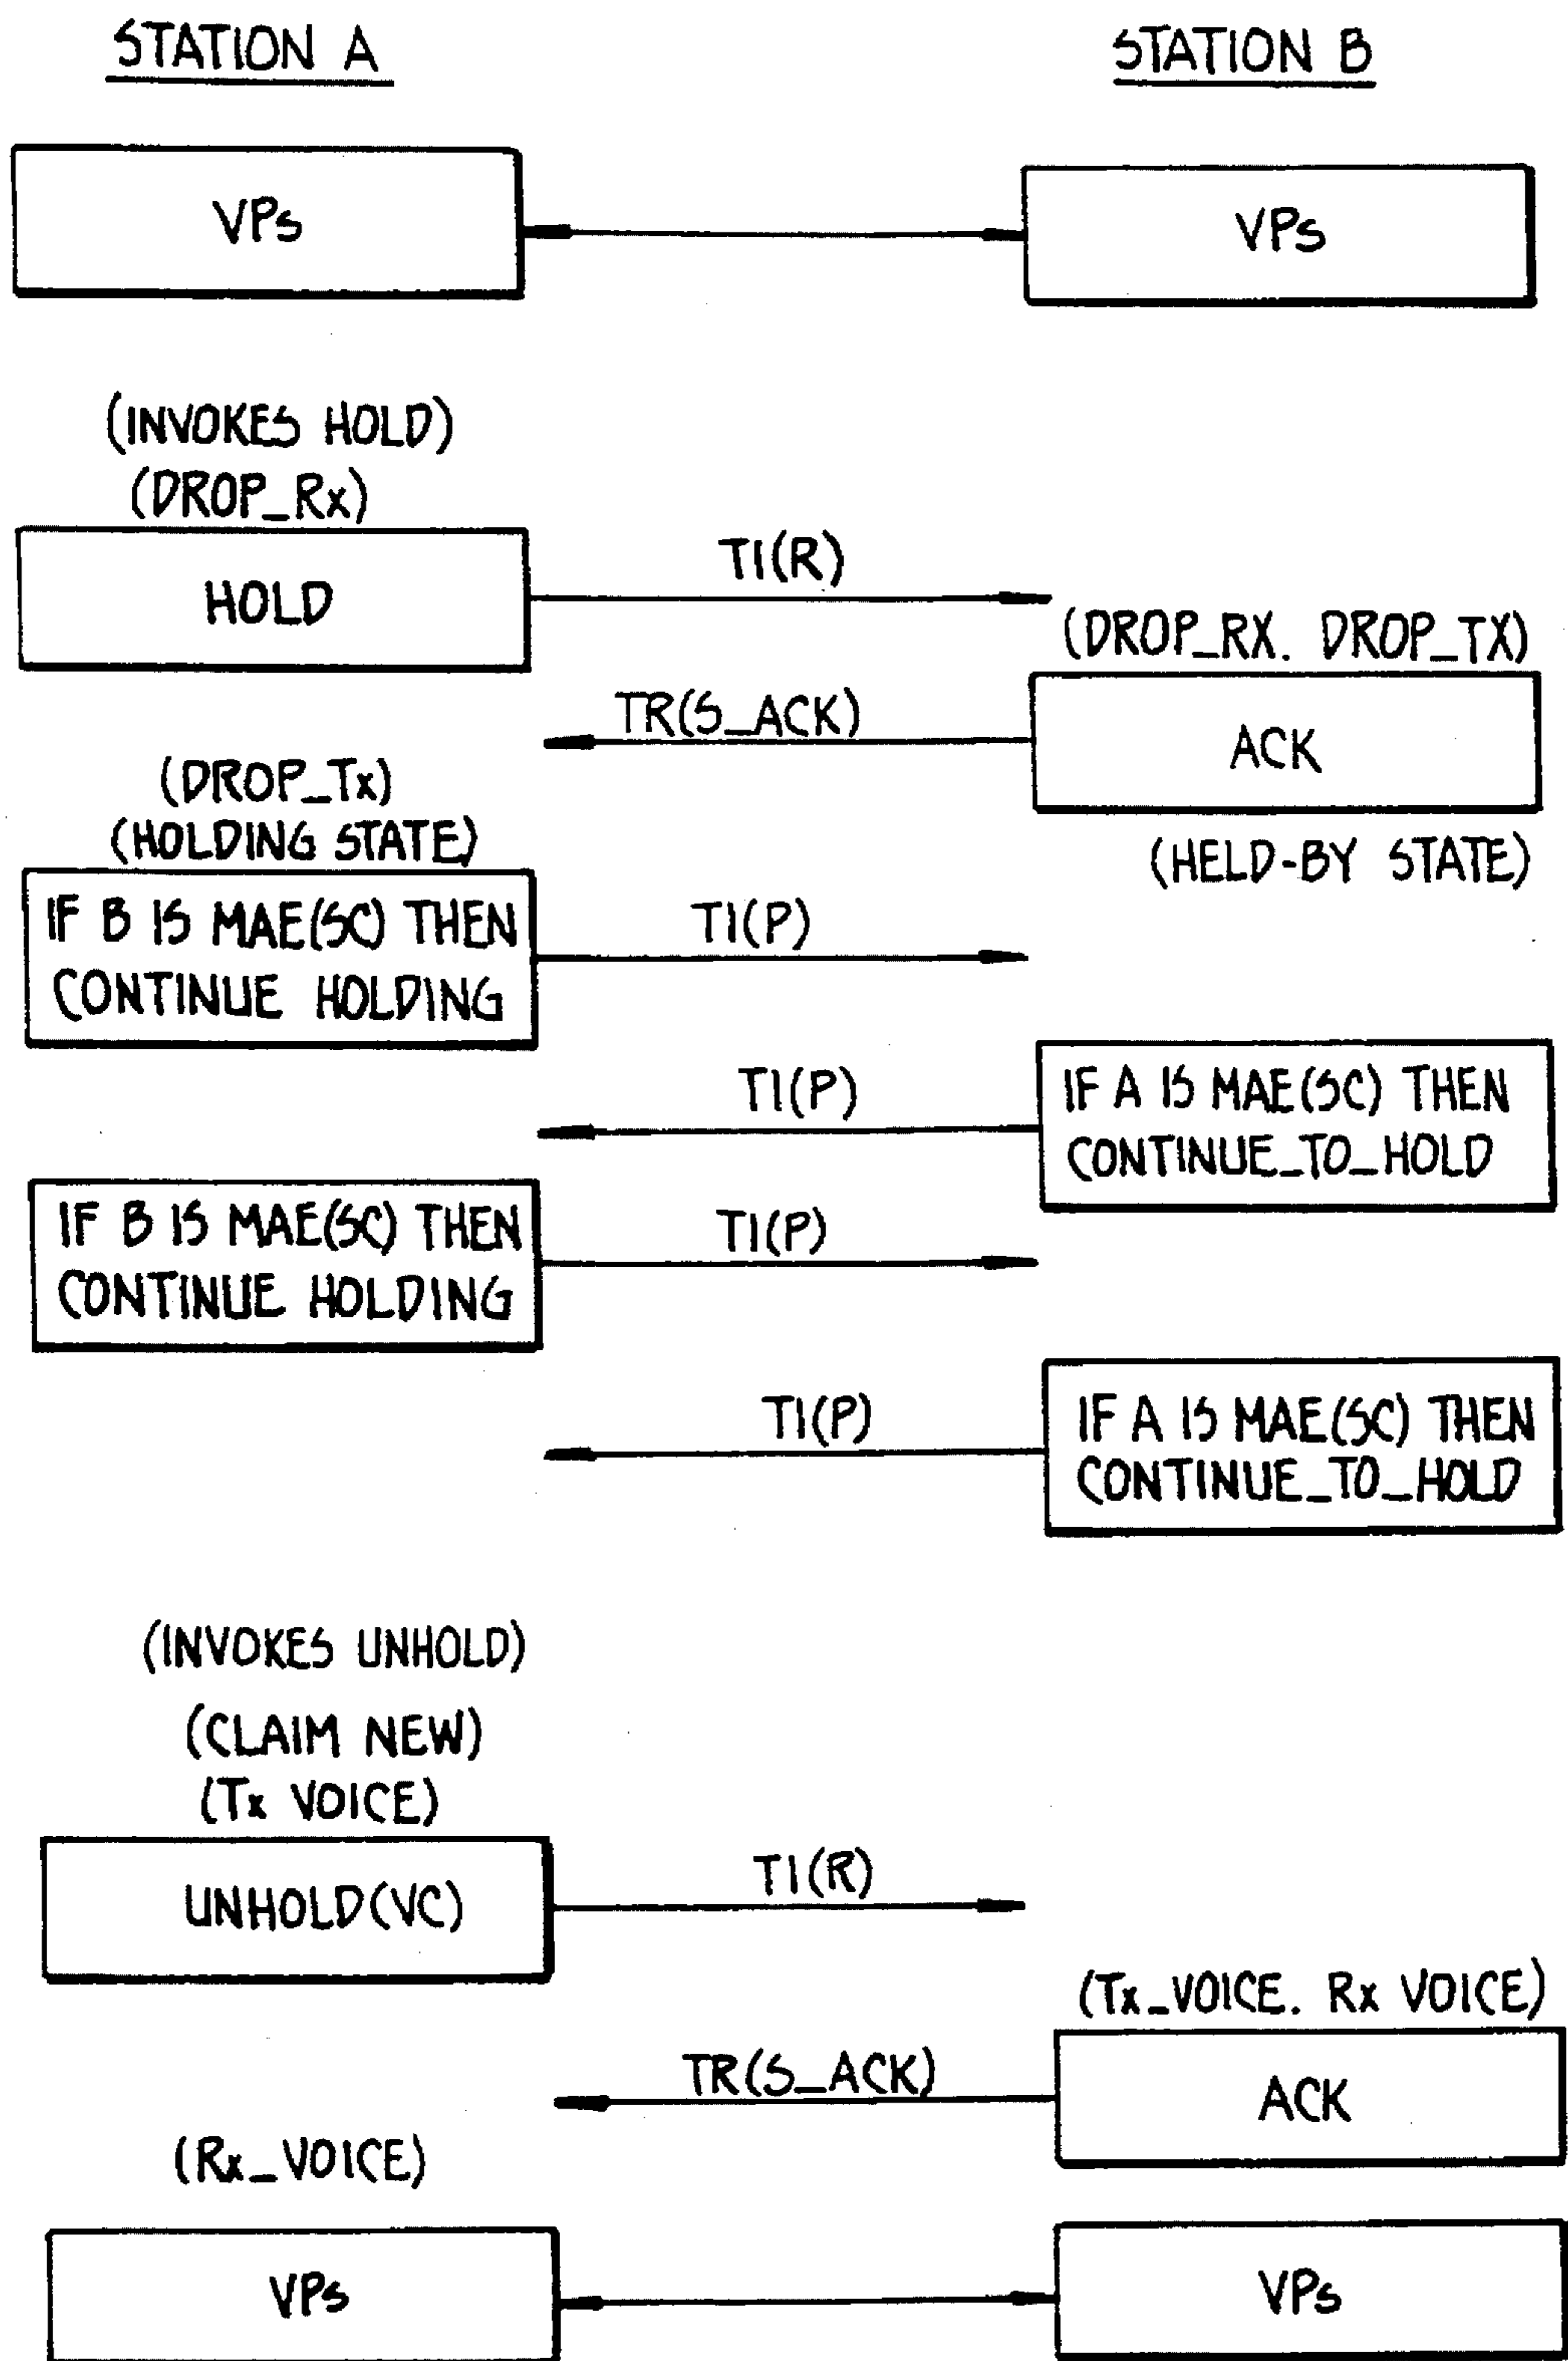 STATION A
STATION B
VPs
VPs
(INVOKES HOLD)
(DROP_Rx)
HOLD
TI(R)
(DROP_RX. DROP_TX)
TR(S_ACK)
ACK
(DROP_Tx)
(HOLDING STATE)
(HELD-BY STATE)
IF B IS MAE(SC) THEN
CONTINUE HOLDING
TI(P)
TI(P)
IF A IS MAE(SC) THEN
CONTINUE_TO_HOLD
IF B IS MAE(SC) THEN
CONTINUE HOLDING
TI(P)
TI(P)
IF A IS MAE(SC) THEN
CONTINUE_TO_HOLD
(INVOKES UNHOLD)
(CLAIM NEW)
(Tx VOICE)
UNHOLD(VC)
TI(R)
(Tx_VOICE. Rx VOICE)
TR(S_ACK)
ACK
(Rx_VOICE)
VPs
VPs